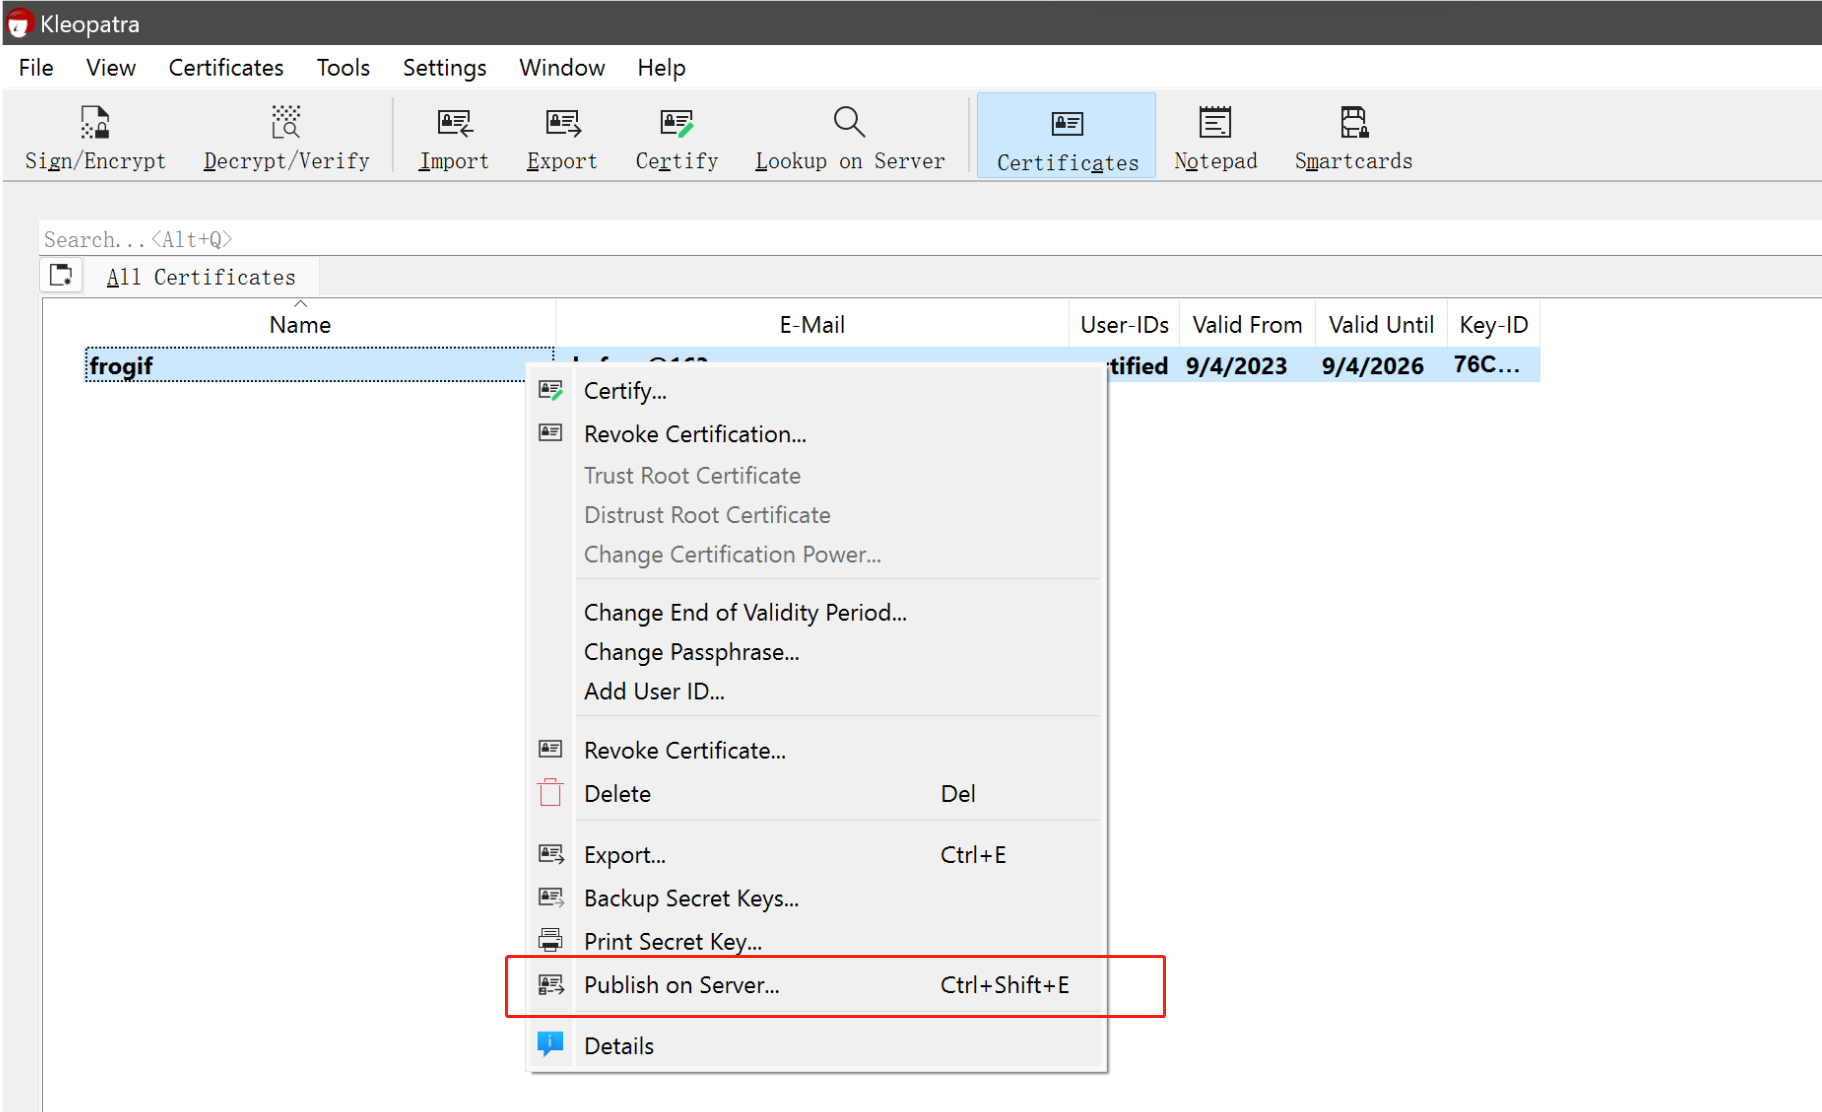 Kleopatra
File View Certificates Tools Settings Window Help
Sign/Encrypt Decrypt/Verify Import Export Certify Lookup on Server Certificates Notepad Smartcards
Search...<Alt+Q>
All Certificates
Name E-Mail User-IDs Valid From Valid Until Key-ID
frogif tified 9/4/2023 9/4/2026 76C...
Certify...
Revoke Certification...
Trust Root Certificate
Distrust Root Certificate
Change Certification Power...
Change End of Validity Period...
Change Passphrase...
Add User ID...
Revoke Certificate...
Delete Del
Export... Ctrl+E
Backup Secret Keys...
Print Secret Key...
Publish on Server... Ctrl+Shift+E
Details